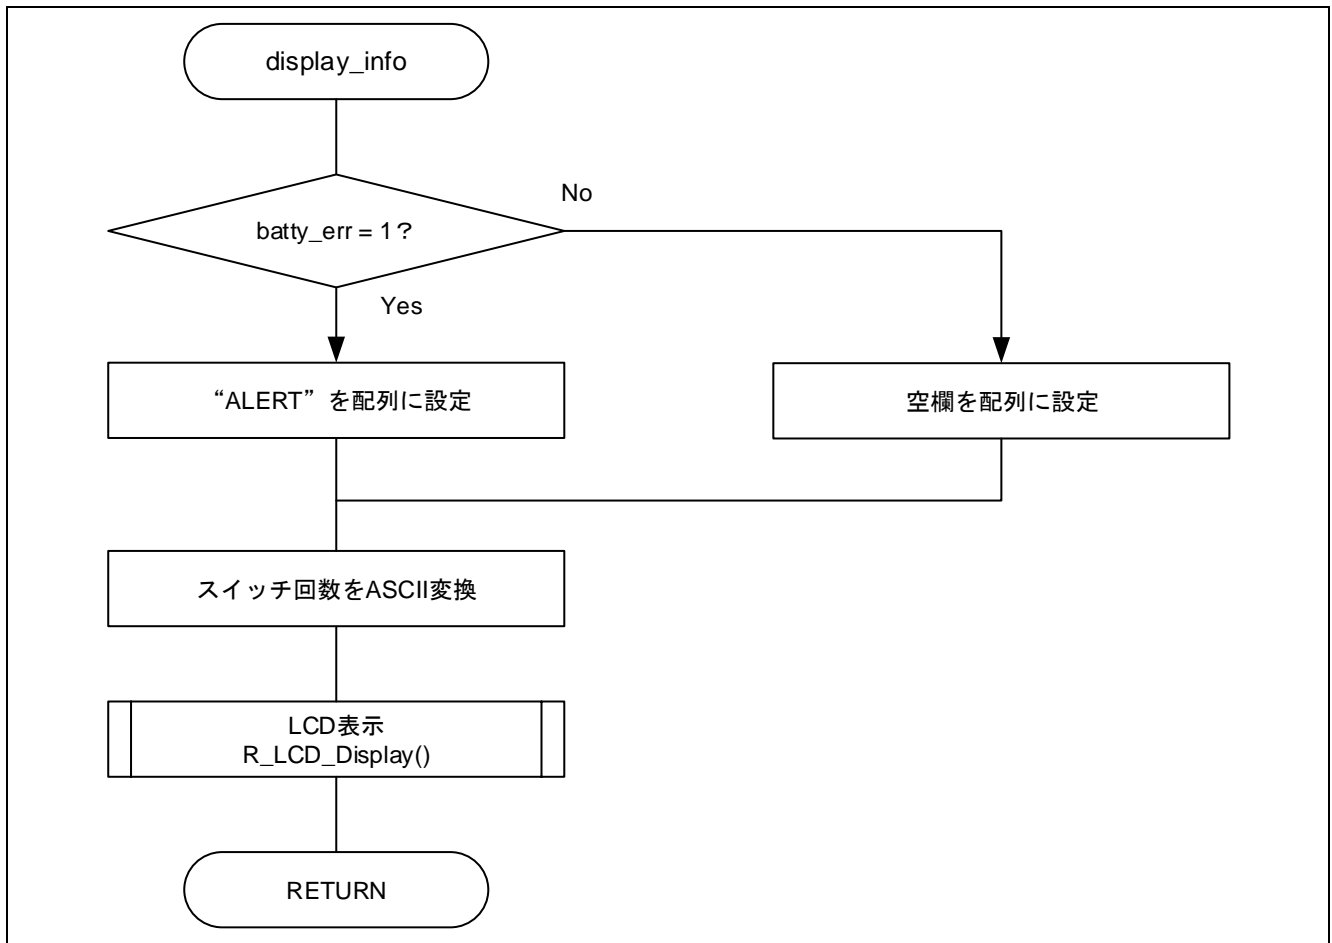 display_info
No
batty_err = 1?
Yes
“ALERT”を配列に設定
空欄を配列に設定
スイッチ回数をASCII変換
LCD表示
R_LCD_Display()
RETURN